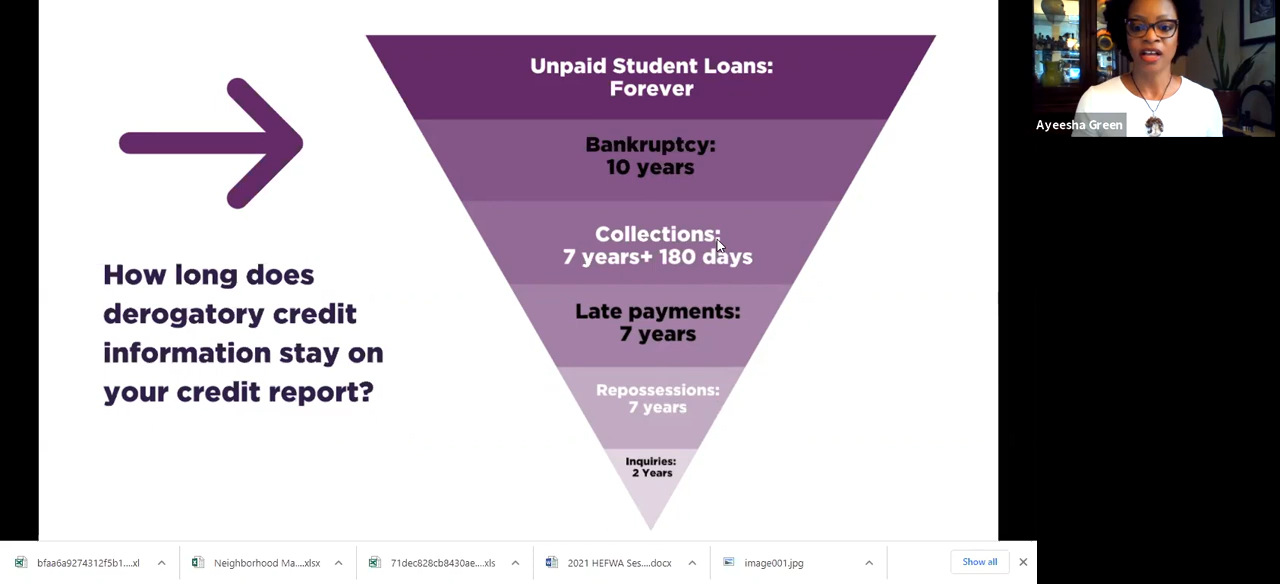 Unpaid Student Loans:
Forever
Bankruptcy:
10 years
Collections:
7 years+ 180 days
Late payments:
7 years
Repossessions:
7 years
Inquiries:
2 Years
How long does
derogatory credit
information stay on
your credit report?
Ayeesha Green
bfaa6a9274312f5b1....xl
Neighborhood Ma....xlsx
71dec828cb8430ae....xls
2021 HEFWA Ses....docx
image001.jpg
Show all